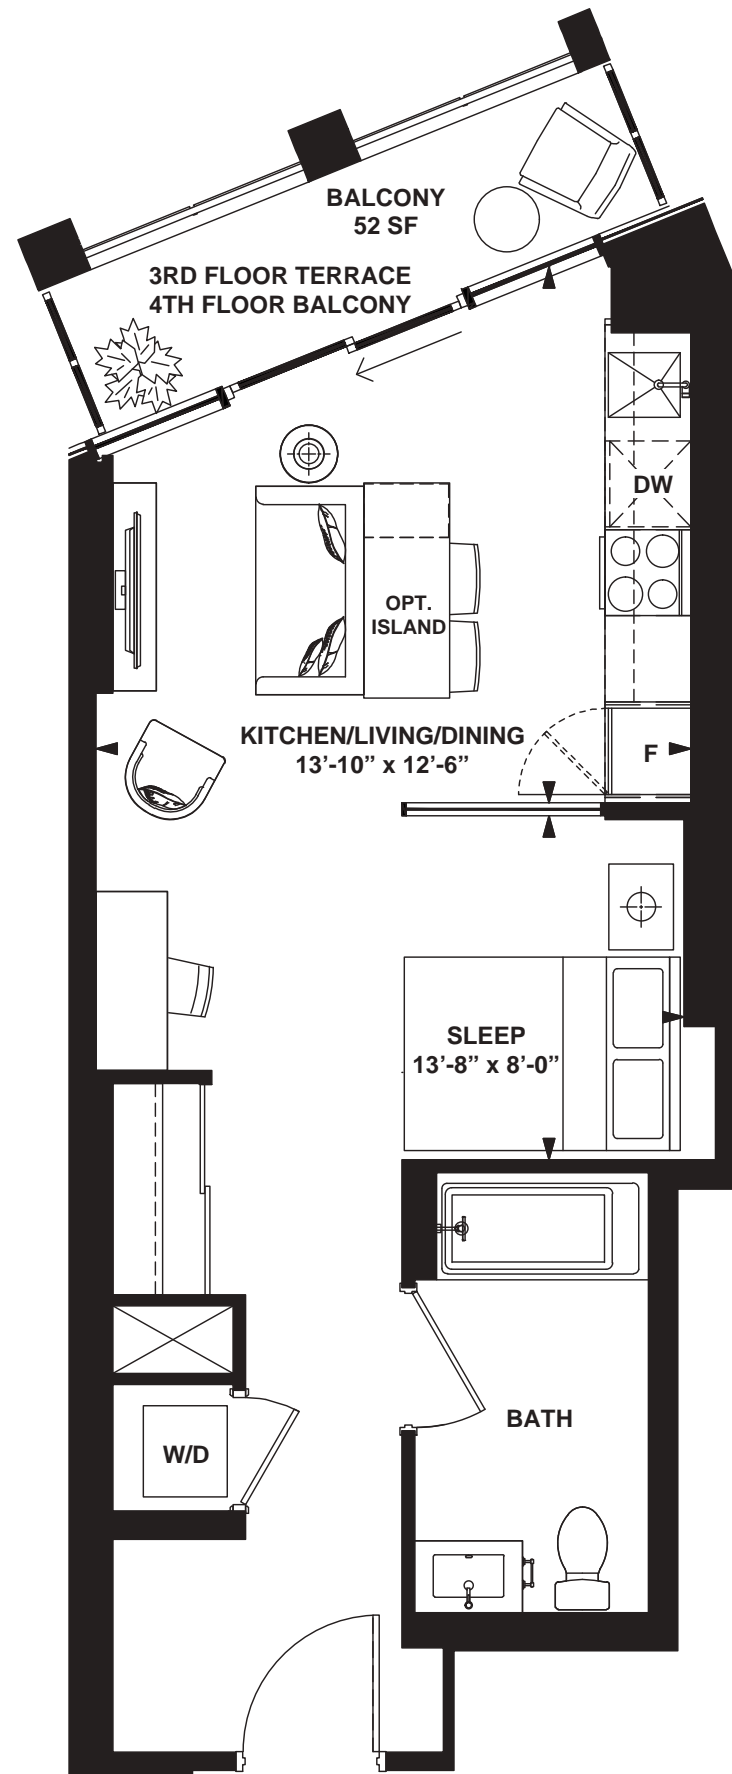 BALCONY
52 SF
3RD FLOOR TERRACE
4TH FLOOR BALCONY
DW
OPT.
ISLAND
KITCHEN/LIVING/DINING
13’-10” x 12’-6”
F
SLEEP
13’-8” x 8’-0”
BATH
W/D